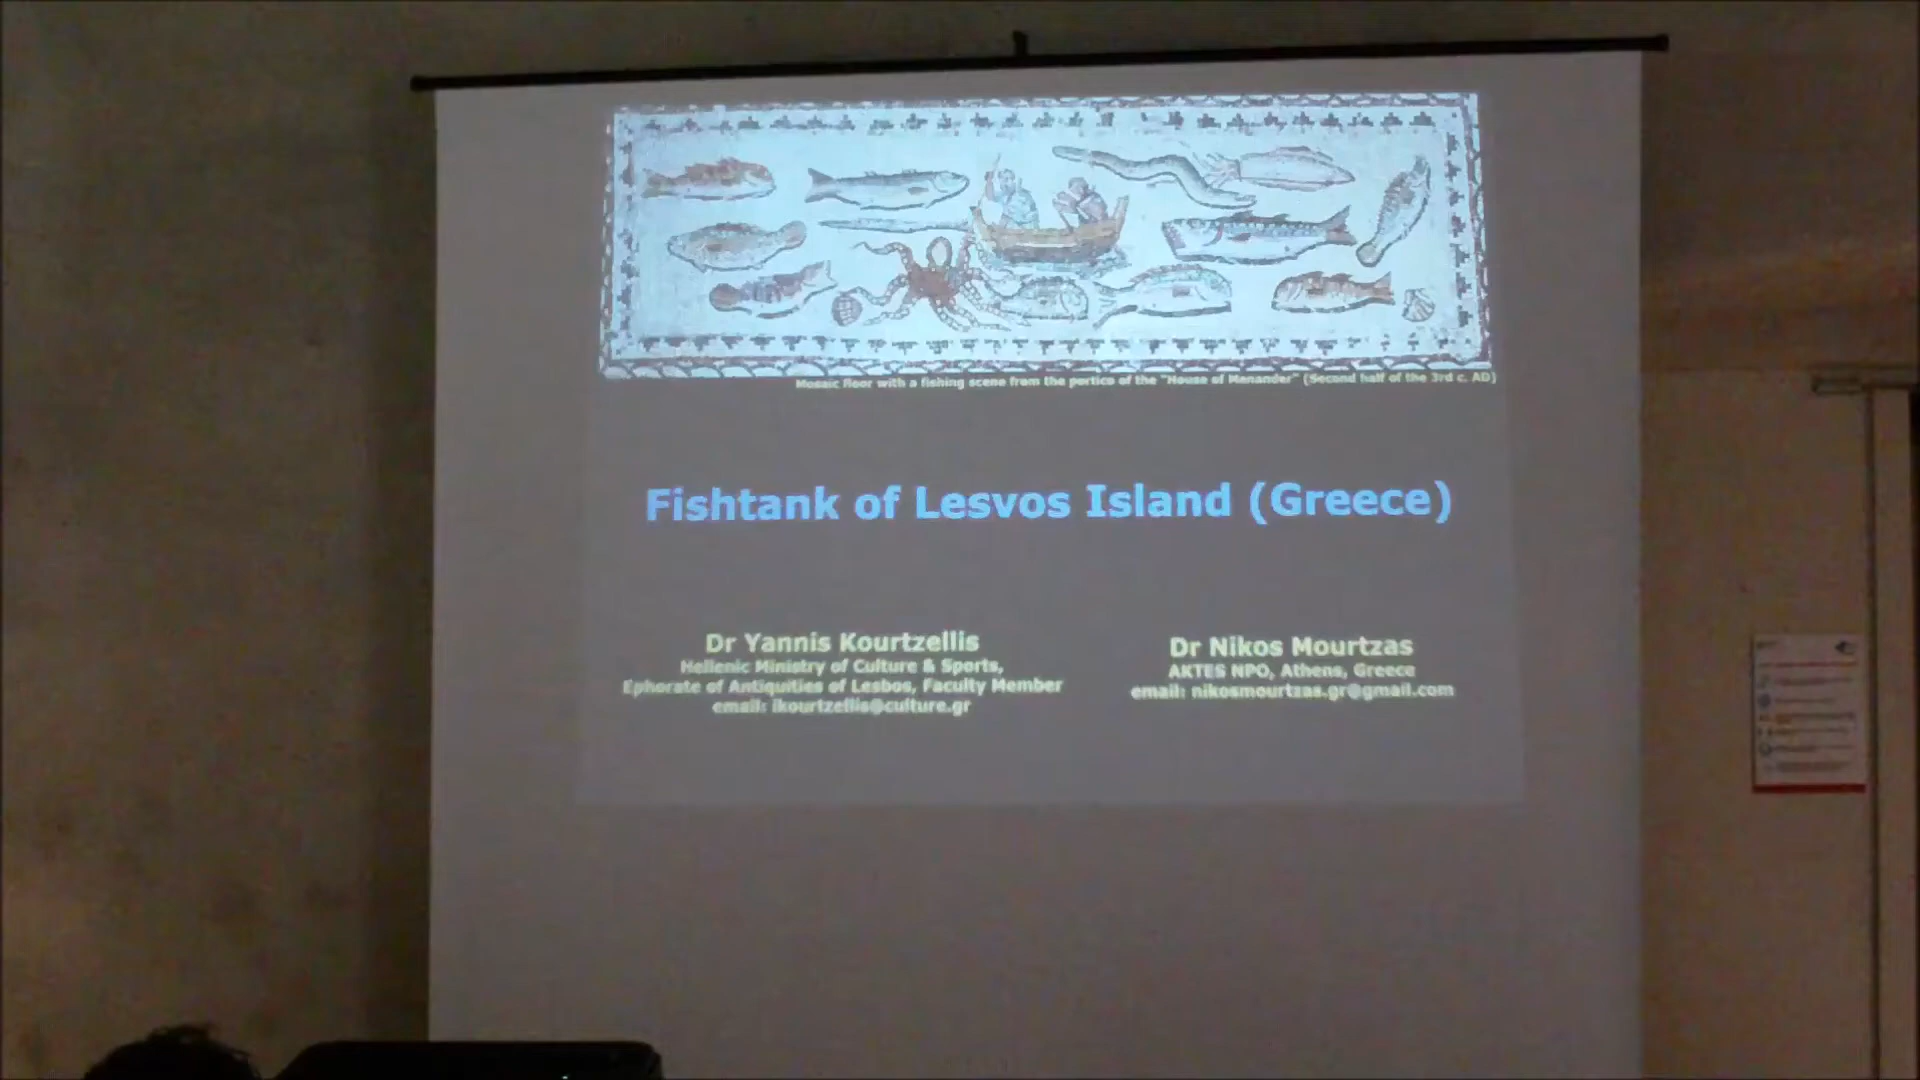 Mosaic floor with a fishing scene from the portico of the "House of Menander" (Second half of the 3rd c. AD)
Fishtank of Lesvos Island (Greece)
Dr Yannis Kourtzellis
Hellenic Ministry of Culture & Sports,
Ephorate of Antiquities of Lesbos, Faculty Member
email: ikourtzellis@culture.gr
Dr Nikos Mourtzas
AKTES NPO, Athens, Greece
email: nikosmourtzas.gr@gmail.com